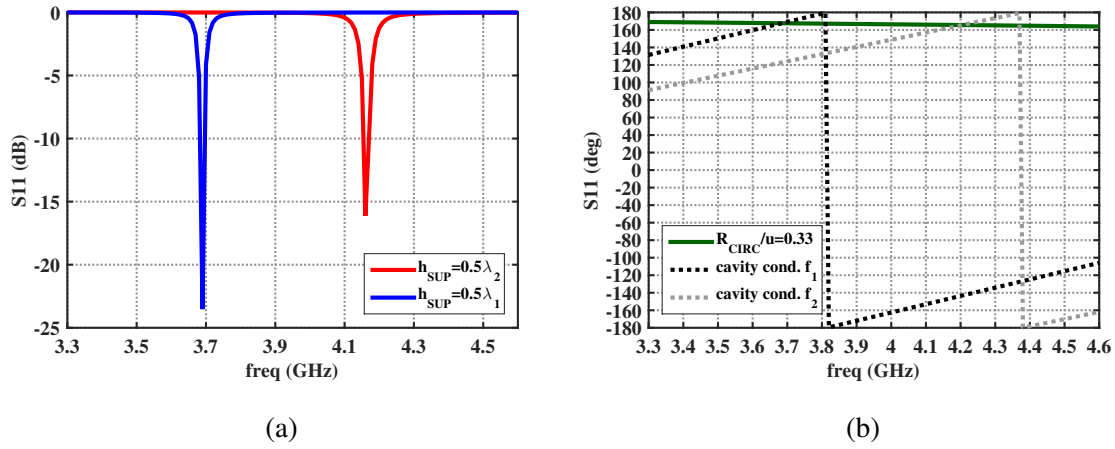 0
-5
-10
-15
-20
-25
S11 (dB)
3.3 3.5 3.7 3.9 4.1 4.3 4.5
freq (GHz)
h_SUP=0.5λ_2
h_SUP=0.5λ_1
(a)
180
160
140
120
100
80
60
40
20
0
-20
-40
-60
-80
-100
-120
-140
-160
-180
S11 (deg)
3.3 3.4 3.5 3.6 3.7 3.8 3.9 4 4.1 4.2 4.3 4.4 4.5 4.6
freq (GHz)
R_CIRC/u=0.33
cavity cond. f_1
cavity cond. f_2
(b)